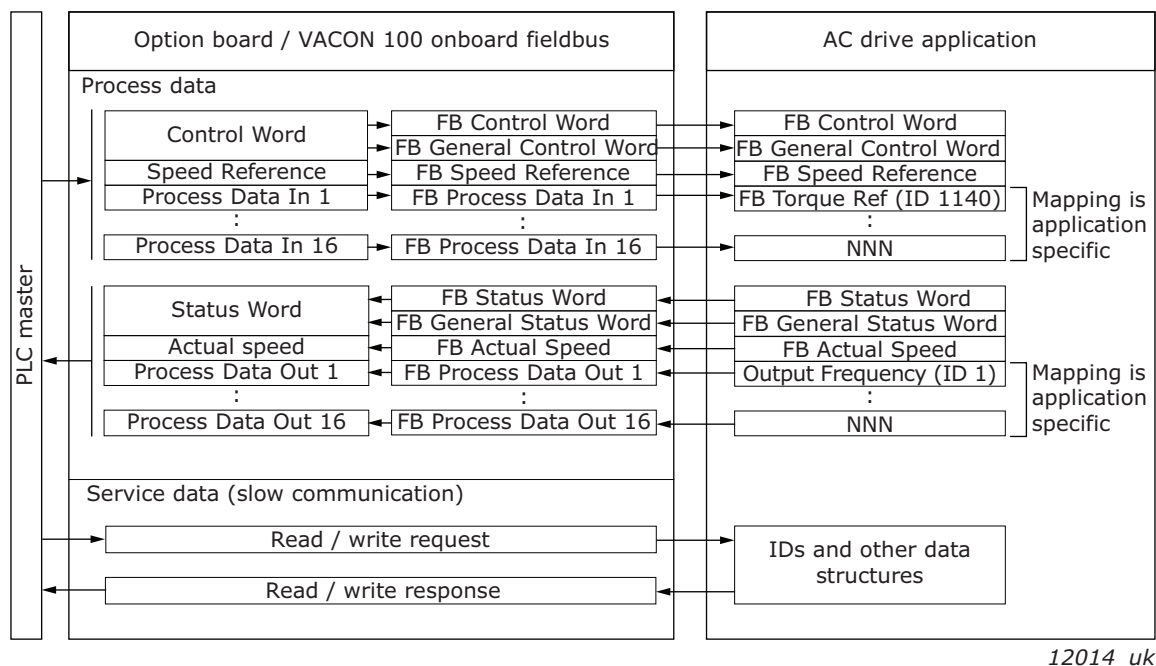 Option board / VACON 100 onboard fieldbus
AC drive application
PLC master
Process data
Control Word
FB Control Word
FB Control Word
FB General Control Word
FB General Control Word
Speed Reference
FB Speed Reference
FB Speed Reference
Process Data In 1
FB Process Data In 1
FB Torque Ref (ID 1140)
:
:
:
Process Data In 16
FB Process Data In 16
NNN
Mapping is
application
specific
Status Word
FB Status Word
FB Status Word
FB General Status Word
FB General Status Word
Actual speed
FB Actual Speed
FB Actual Speed
Process Data Out 1
FB Process Data Out 1
Output Frequency (ID 1)
:
:
:
Process Data Out 16
FB Process Data Out 16
NNN
Mapping is
application
specific
Service data (slow communication)
Read / write request
Read / write response
IDs and other data
structures
12014_uk